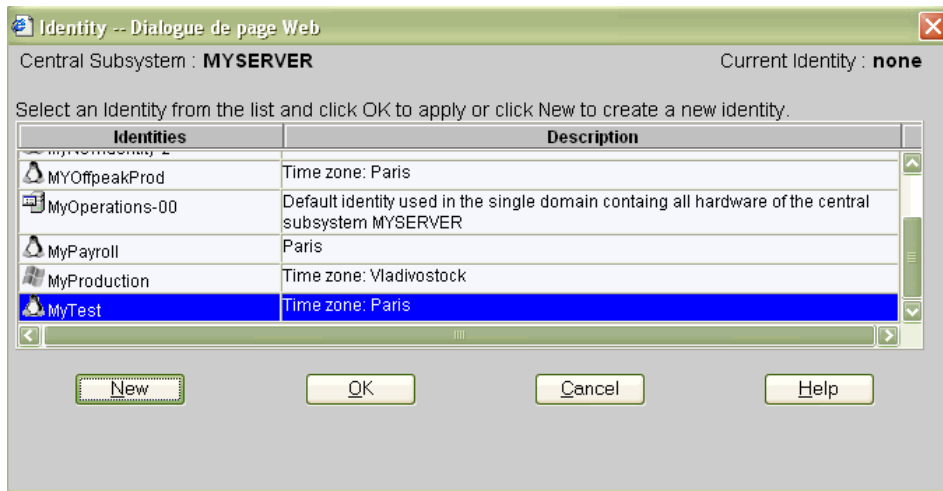 Identity -- Dialogue de page Web
Central Subsystem : MYSERVER
Current Identity : none
Select an Identity from the list and click OK to apply or click New to create a new identity.
Identities
Description
MYOffpeakProd
Time zone: Paris
MyOperations-00
Default identity used in the single domain containg all hardware of the central
subsystem MYSERVER
MyPayroll
Paris
MyProduction
Time zone: Vladivostock
MyTest
Time zone: Paris
New
OK
Cancel
Help